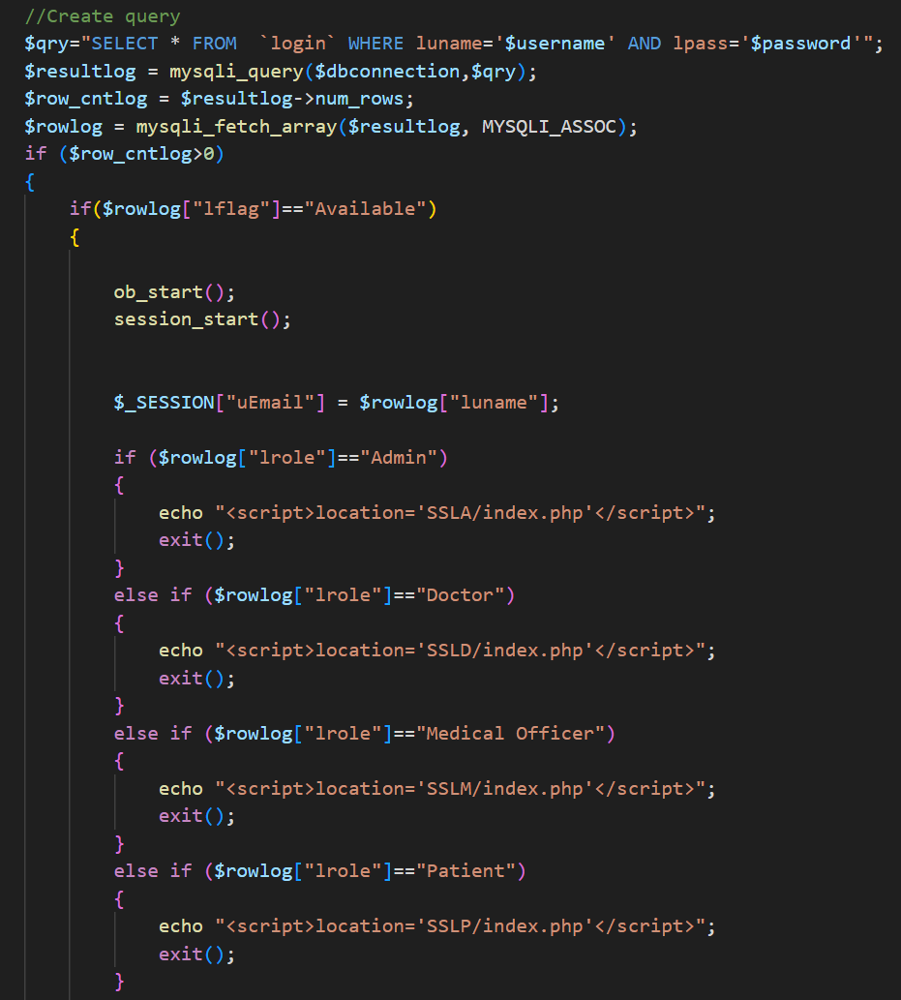 //Create query
$qry="SELECT * FROM  `login` WHERE luname='$username' AND lpass='$password'";
$resultlog = mysqli_query($dbconnection,$qry);
$row_cntlog = $resultlog->num_rows;
$rowlog = mysqli_fetch_array($resultlog, MYSQLI_ASSOC);
if ($row_cntlog>0)
{
    if($rowlog["lflag"]=="Available")
    {
        ob_start();
        session_start();
        $_SESSION["uEmail"] = $rowlog["luname"];
        if ($rowlog["lrole"]=="Admin")
        {
            echo "<script>location='SSLA/index.php'</script>";
            exit();
        }
        else if ($rowlog["lrole"]=="Doctor")
        {
            echo "<script>location='SSLD/index.php'</script>";
            exit();
        }
        else if ($rowlog["lrole"]=="Medical Officer")
        {
            echo "<script>location='SSLM/index.php'</script>";
            exit();
        }
        else if ($rowlog["lrole"]=="Patient")
        {
            echo "<script>location='SSLP/index.php'</script>";
            exit();
        }